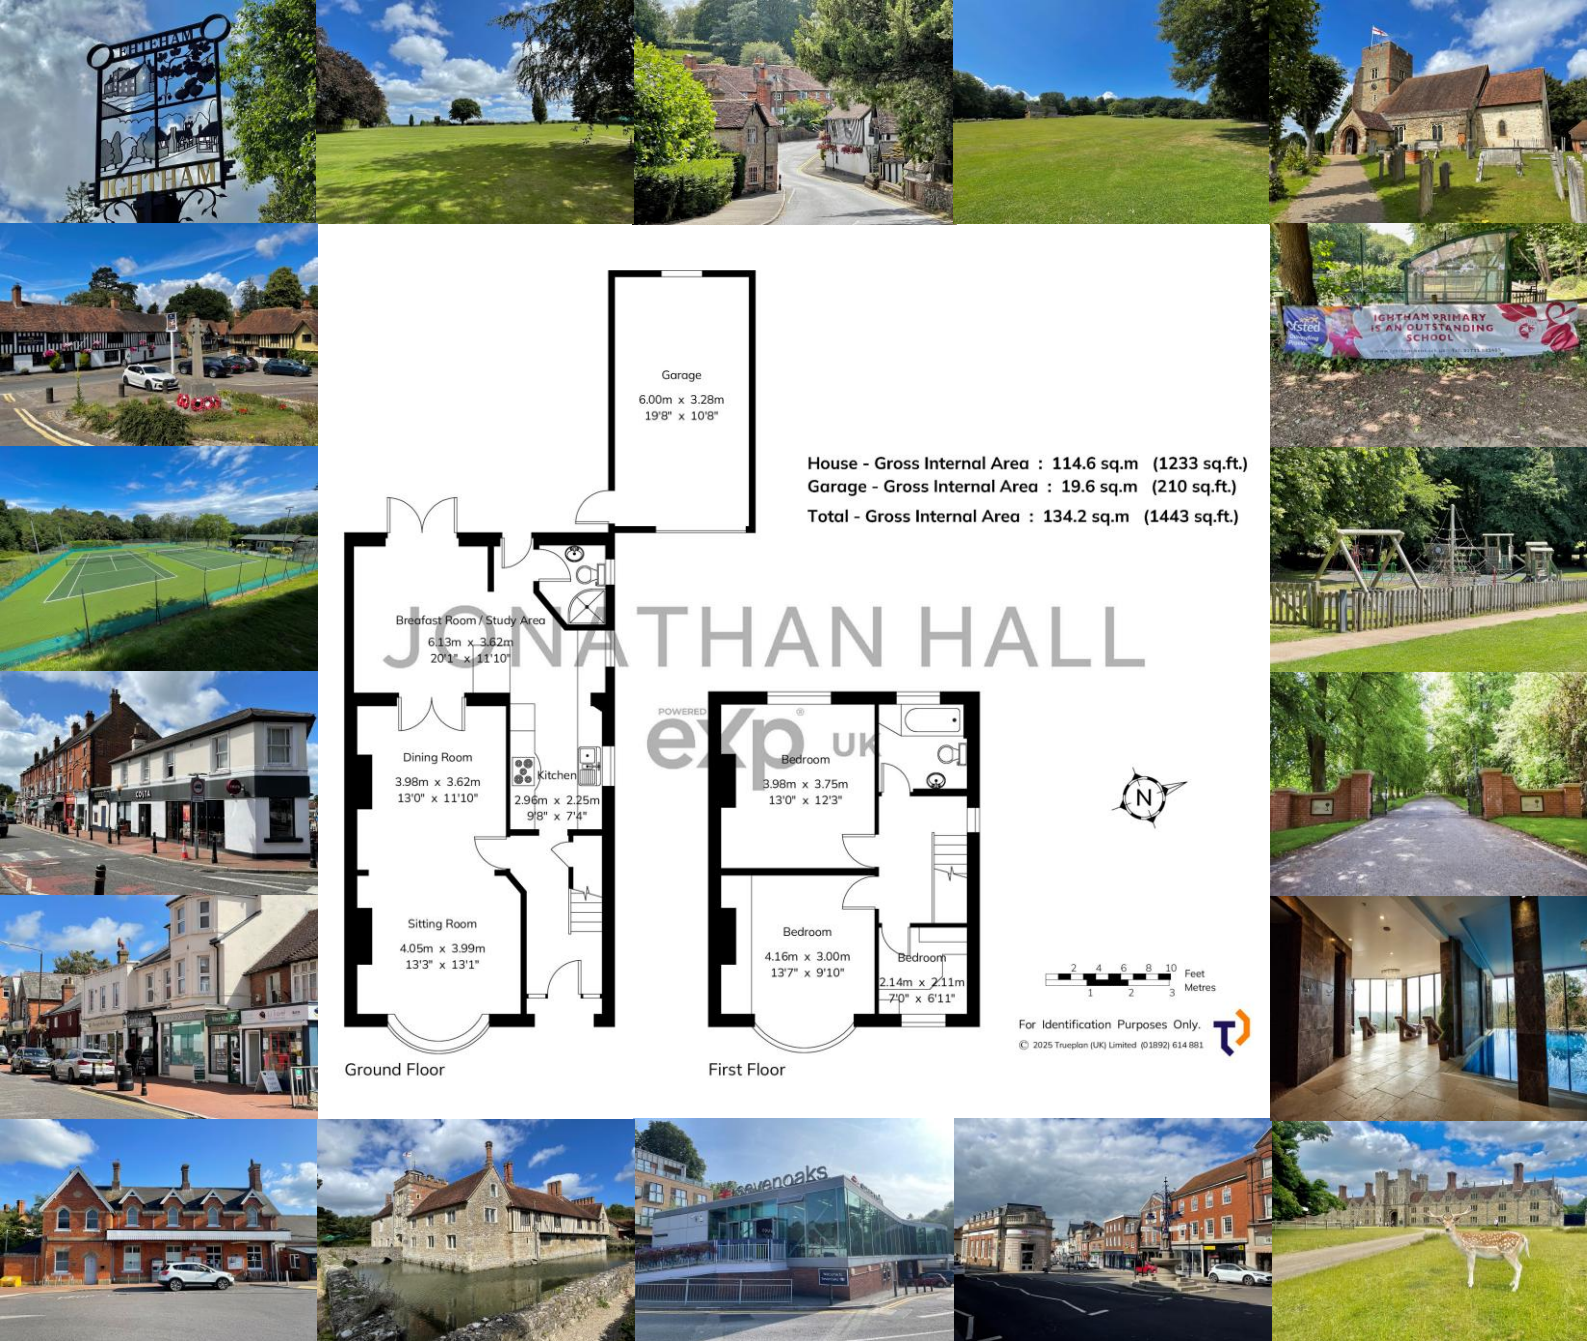 EHTEHAM
IGHTHAM
Ofsted
IGHTHAM PRIMARY
IS AN OUTSTANDING
SCHOOL
Garage
6.00m x 3.28m
19'8" x 10'8"
House - Gross Internal Area : 114.6 sq.m (1233 sq.ft.)
Garage - Gross Internal Area : 19.6 sq.m (210 sq.ft.)
Total - Gross Internal Area : 134.2 sq.m (1443 sq.ft.)
Breafast Room / Study Area
6.13m x 3.62m
20'1" x 11'10"
JONATHAN HALL
POWERED
eXp® UK
Dining Room
3.98m x 3.62m
13'0" x 11'10"
Kitchen
2.96m x 2.25m
9'8" x 7'4"
Bedroom
3.98m x 3.75m
13'0" x 12'3"
N
COSTA
Sitting Room
4.05m x 3.99m
13'3" x 13'1"
Bedroom
4.16m x 3.00m
13'7" x 9'10"
Bedroom
2.14m x 2.11m
7'0" x 6'11"
2 4 6 8 10 Feet
1 2 3 Metres
For Identification Purposes Only.
© 2025 Trueplan (UK) Limited (01892) 614 881
Ground Floor
First Floor
sevenoaks